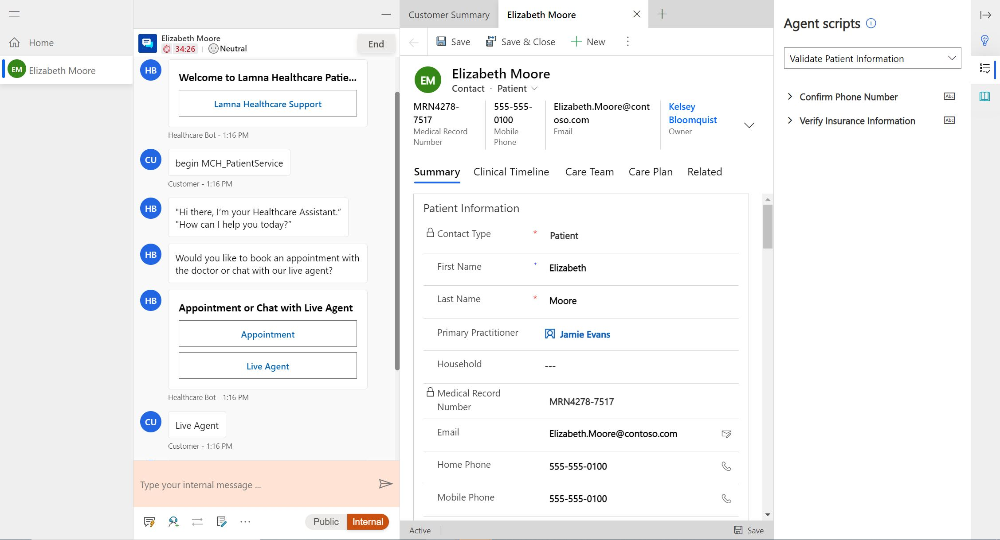 Home
EM
Elizabeth Moore
Elizabeth Moore
34:26
Neutral
End
HB
Welcome to Lamna Healthcare Patie...
Lamna Healthcare Support
Healthcare Bot - 1:16 PM
CU
begin MCH_PatientService
Customer - 1:16 PM
HB
"Hi there, I’m your Healthcare Assistant.”
"How can I help you today?”
HB
Would you like to book an appointment with
the doctor or chat with our live agent?
HB
Appointment or Chat with Live Agent
Appointment
Live Agent
Healthcare Bot - 1:16 PM
CU
Live Agent
Customer - 1:16 PM
Type your internal message ...
Public
Internal
Customer Summary
Elizabeth Moore
Save
Save & Close
New
EM
Elizabeth Moore
Contact · Patient
MRN4278-
7517
Medical Record
Number
555-555-
0100
Mobile
Phone
Elizabeth.Moore@cont
oso.com
Email
Kelsey
Bloomquist
Owner
Summary
Clinical Timeline
Care Team
Care Plan
Related
Patient Information
Contact Type * Patient
First Name + Elizabeth
Last Name * Moore
Primary Practitioner Jamie Evans
Household ---
Medical Record
Number
MRN4278-7517
Email Elizabeth.Moore@contoso.com
Home Phone 555-555-0100
Mobile Phone 555-555-0100
Active
Save
Agent scripts
Validate Patient Information
Confirm Phone Number
Abc
Verify Insurance Information
Abc